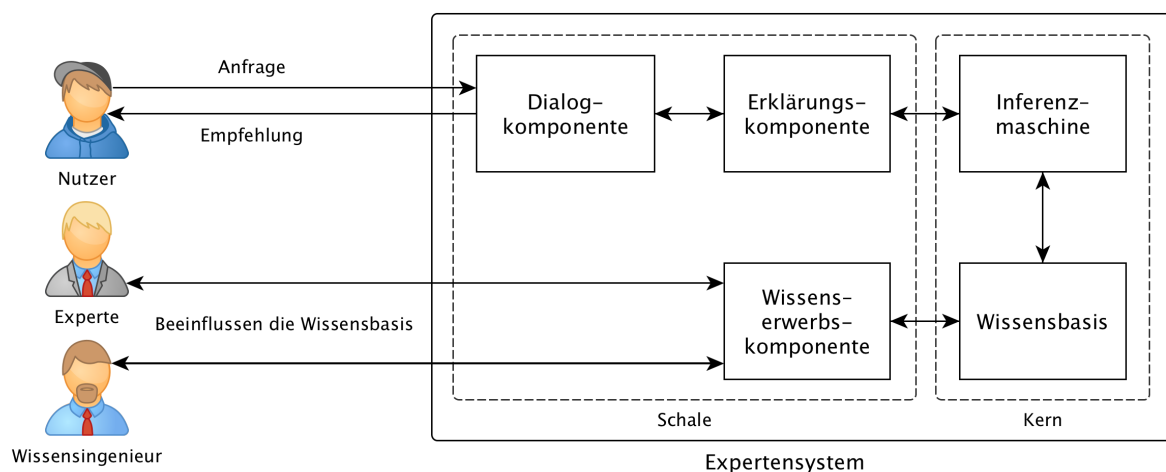 Anfrage
Empfehlung
Nutzer
Dialog-
komponente
Erklärungs-
komponente
Inferenz-
maschine
Experte
Beeinflussen die Wissensbasis
Wissensingenieur
Wissens-
erwerbs-
komponente
Wissensbasis
Schale
Kern
Expertensystem